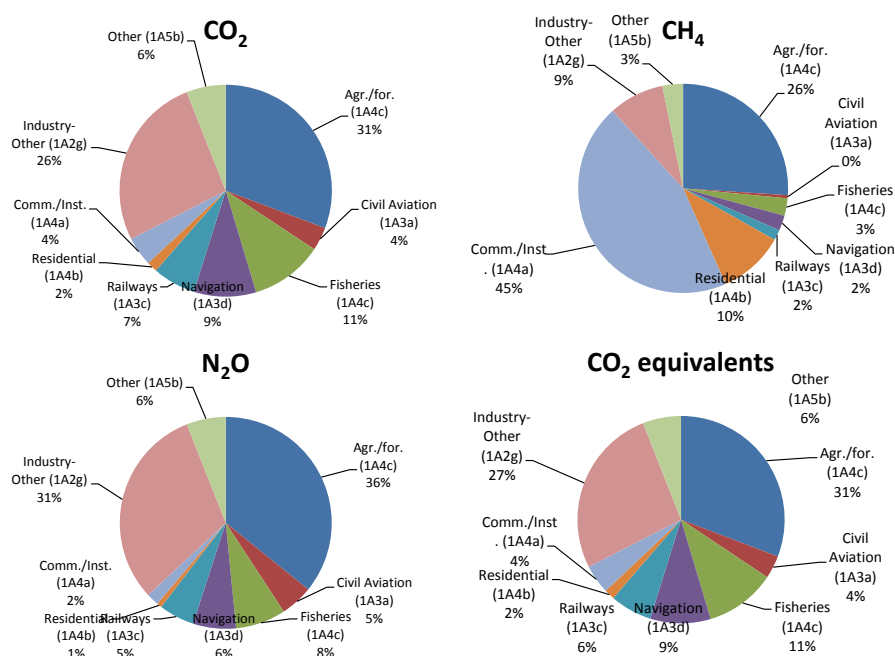 CO2
Other (1A5b)
6%
Agr./for.
(1A4c)
31%
Civil Aviation
(1A3a)
4%
Fisheries
(1A4c)
11%
Navigation
(1A3d)
9%
Railways
(1A3c)
7%
Residential
(1A4b)
2%
Comm./Inst.
(1A4a)
4%
Industry-
Other (1A2g)
26%
CH4
Other
(1A5b)
3%
Agr./for.
(1A4c)
26%
Civil
Aviation
(1A3a)
0%
Fisheries
(1A4c)
3%
Navigation
(1A3d)
2%
Railways
(1A3c)
2%
Residential
(1A4b)
10%
Comm./Inst
. (1A4a)
45%
Industry-
Other
(1A2g)
9%
N2O
Other (1A5b)
6%
Agr./for.
(1A4c)
36%
Civil Aviation
(1A3a)
5%
Fisheries
(1A4c)
8%
Navigation
(1A3d)
6%
Railways
(1A3c)
5%
Residential
(1A4b)
1%
Comm./Inst.
(1A4a)
2%
Industry-
Other (1A2g)
31%
CO2 equivalents
Other
(1A5b)
6%
Agr./for.
(1A4c)
31%
Civil
Aviation
(1A3a)
4%
Fisheries
(1A4c)
11%
Navigation
(1A3d)
9%
Railways
(1A3c)
6%
Residential
(1A4b)
2%
Comm./Inst
. (1A4a)
4%
Industry-
Other
(1A2g)
27%